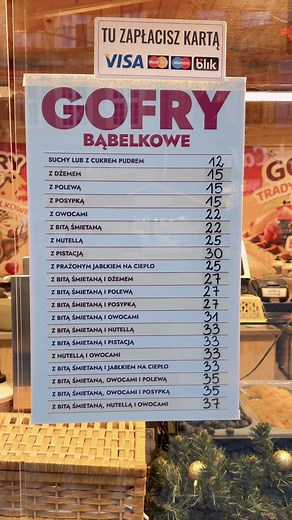 TU ZAPŁACISZ KARTĄ
VISA blik
GOFRY
BĄBELKOWE
SUCHY LUB Z CUKREM PUDREM 12
Z DŻEMEM 15
Z POLEWĄ 15
Z POSYPKĄ 15
Z OWOCAMI 22
Z BITĄ ŚMIETANĄ 22
Z NUTELLĄ 25
Z PISTACJĄ 30
Z PRAŻONYM JABŁKIEM NA CIEPŁO 25
Z BITĄ ŚMIETANĄ I DŻEMEM 27
Z BITĄ ŚMIETANĄ I POLEWĄ 27
Z BITĄ ŚMIETANĄ I POSYPKĄ 27
Z BITĄ ŚMIETANĄ I OWOCAMI 31
Z BITĄ ŚMIETANĄ I NUTELLĄ 33
Z BITĄ ŚMIETANĄ I PISTACJĄ 33
Z NUTELLĄ I OWOCAMI 33
Z BITĄ ŚMIETANĄ I JABŁKIEM NA CIEPŁO 33
Z BITĄ ŚMIETANĄ, OWOCAMI I POLEWĄ 35
Z BITĄ ŚMIETANĄ, OWOCAMI I POSYPKĄ 35
Z BITĄ ŚMIETANĄ, NUTELLĄ I OWOCAMI 37
GO
TRADY